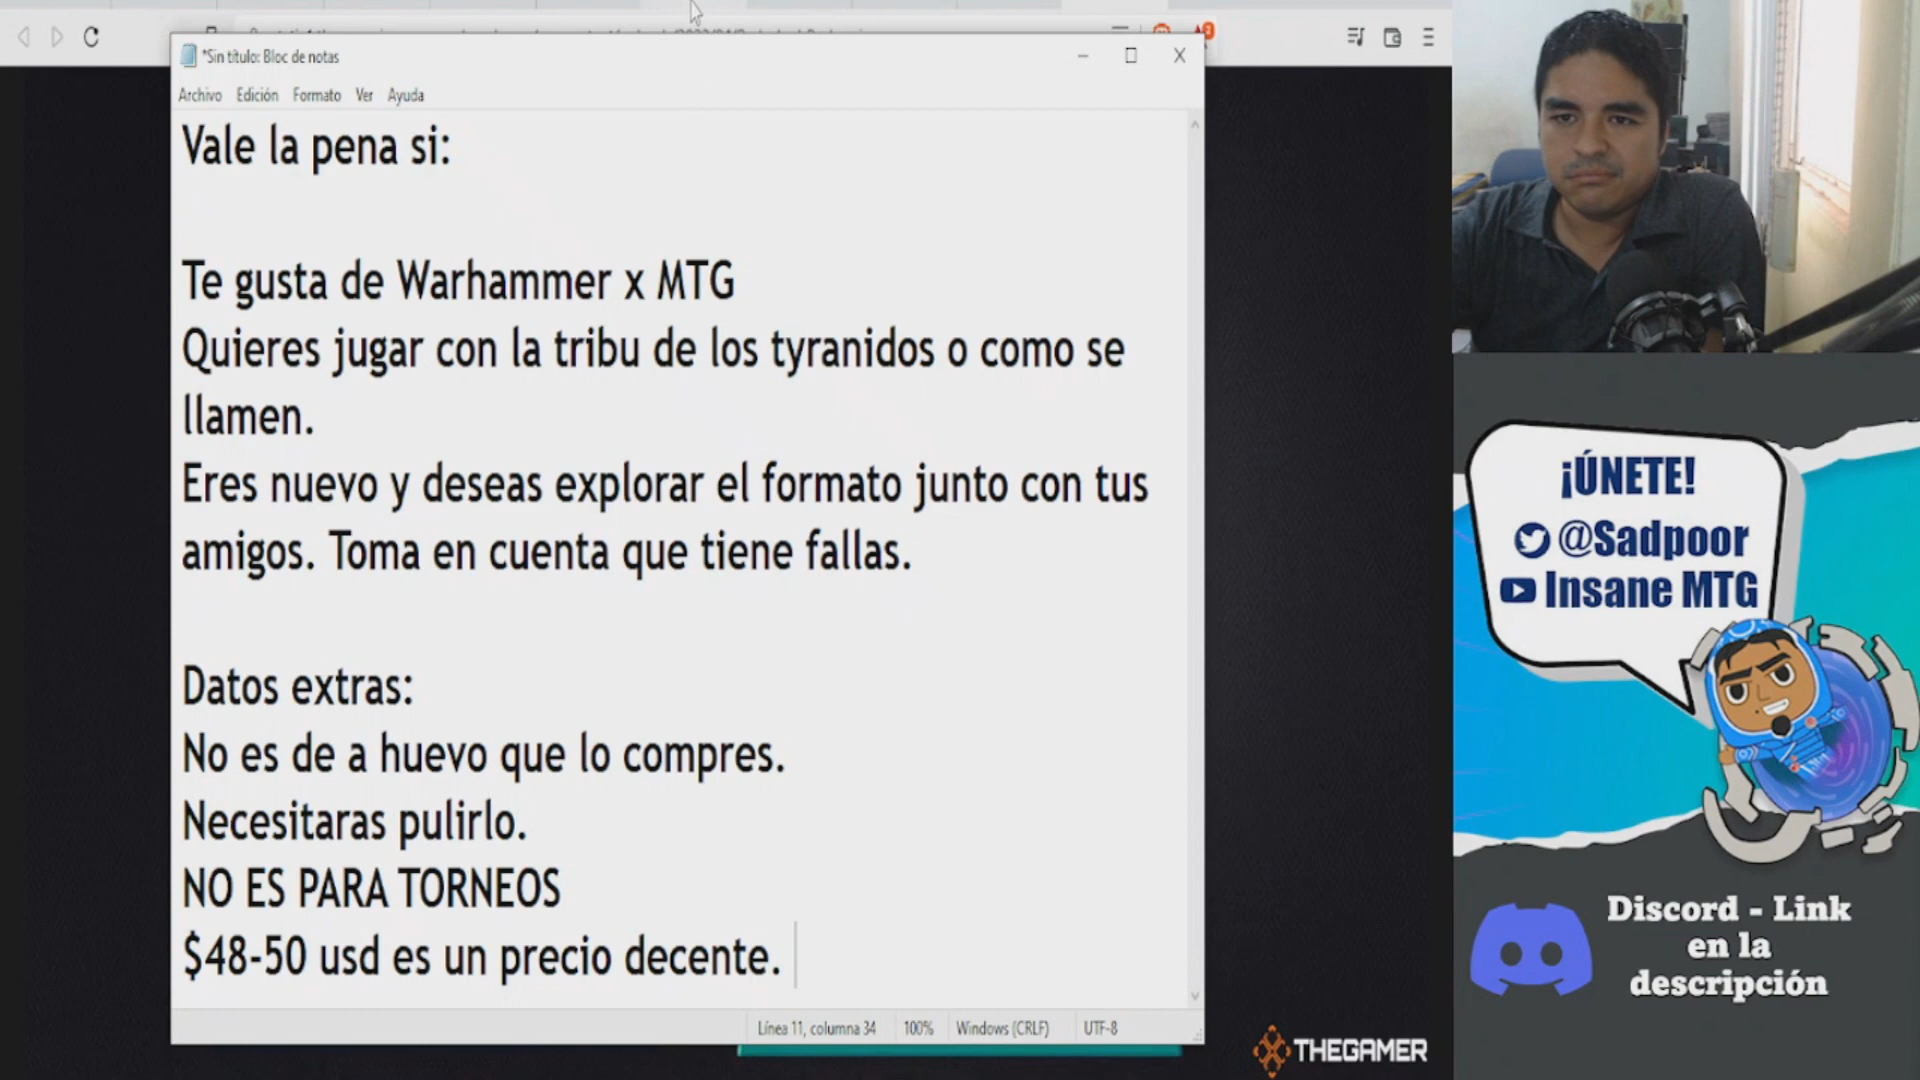 *Sin título: Bloc de notas
Archivo Edición Formato Ver Ayuda
Vale la pena si:
Te gusta de Warhammer x MTG
Quieres jugar con la tribu de los tyranidos o como se
llamen.
Eres nuevo y deseas explorar el formato junto con tus
amigos. Toma en cuenta que tiene fallas.
Datos extras:
No es de a huevo que lo compres.
Necesitaras pulirlo.
NO ES PARA TORNEOS
$48-50 usd es un precio decente.
Línea 11, columna 34 100% Windows (CRLF) UTF-8
THEGAMER
¡ÚNETE!
@Sadpoor
Insane MTG
Discord - Link
en la
descripción